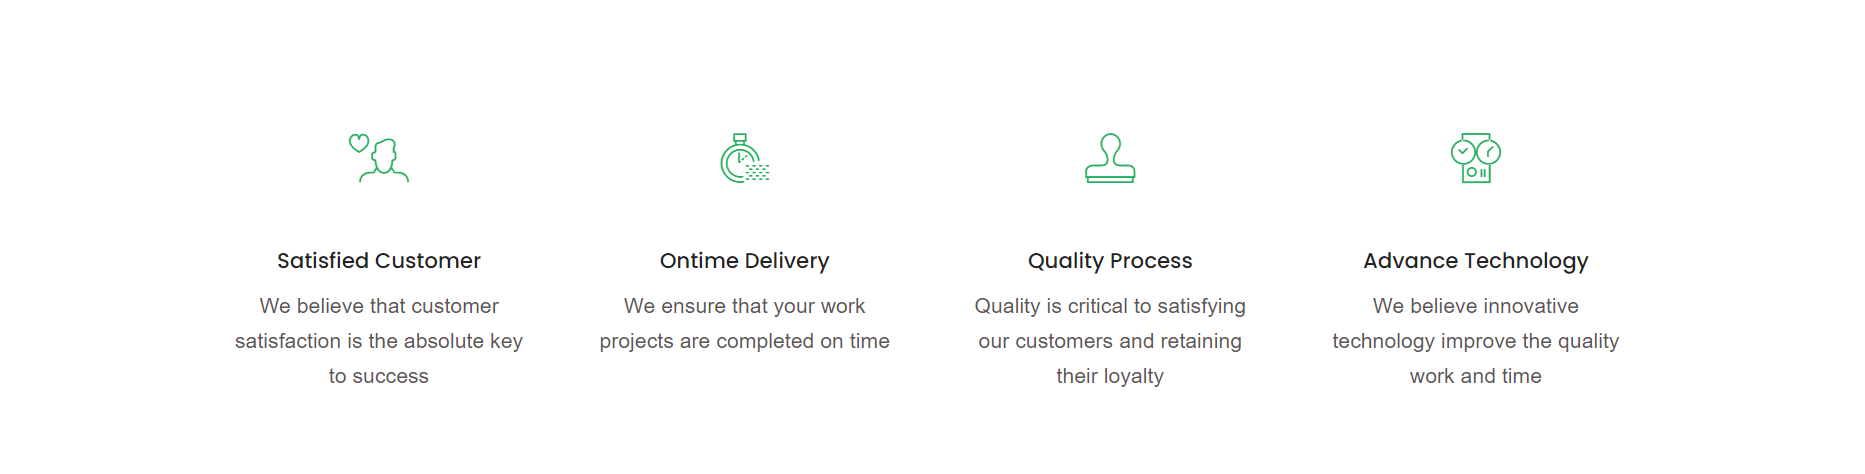 Satisfied Customer
We believe that customer
satisfaction is the absolute key
to success
Ontime Delivery
We ensure that your work
projects are completed on time
Quality Process
Quality is critical to satisfying
our customers and retaining
their loyalty
Advance Technology
We believe innovative
technology improve the quality
work and time